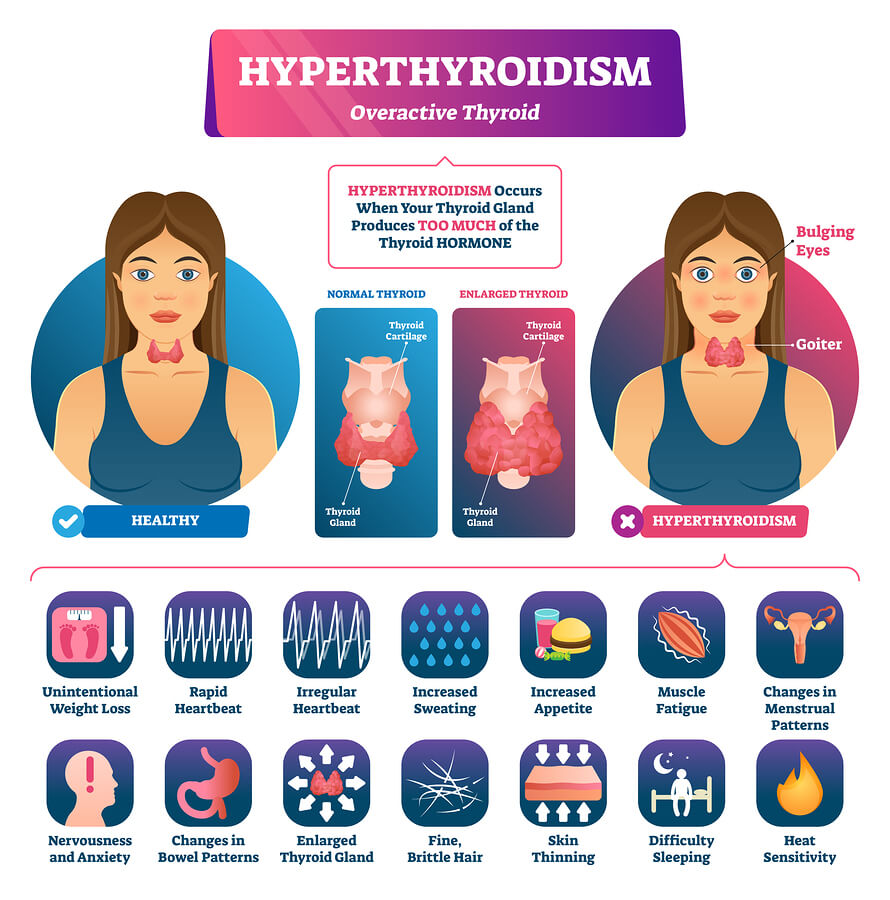 HYPERTHYROIDISM
Overactive Thyroid
HYPERTHYROIDISM Occurs
When Your Thyroid Gland
Produces TOO MUCH of the
Thyroid HORMONE
Bulging
Eyes
NORMAL THYROID
ENLARGED THYROID
Thyroid
Cartilage
Thyroid
Cartilage
Goiter
Thyroid
Gland
Thyroid
Gland
HEALTHY
HYPERTHYROIDISM
Unintentional
Weight Loss
Rapid
Heartbeat
Irregular
Heartbeat
Increased
Sweating
Increased
Appetite
Muscle
Fatigue
Changes in
Menstrual
Patterns
Nervousness
and Anxiety
Changes in
Bowel Patterns
Enlarged
Thyroid Gland
Fine,
Brittle Hair
Skin
Thinning
Difficulty
Sleeping
Heat
Sensitivity